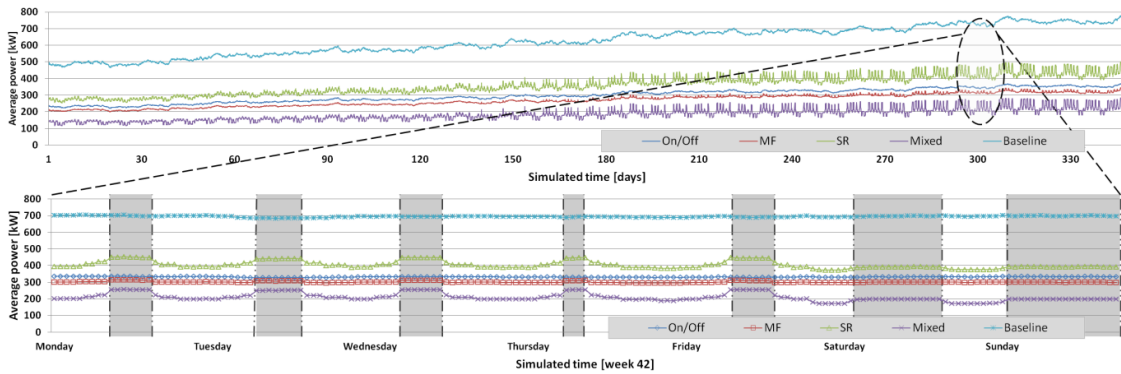 800
700
600
500
400
300
200
100
0
Average power [kW]
On/Off MF SR Mixed Baseline
1 30 60 90 120 150 180 210 240 270 300 330
Simulated time [days]
800
700
600
500
400
300
200
100
0
Average power [kW]
On/Off MF SR Mixed Baseline
Monday Tuesday Wednesday Thursday Friday Saturday Sunday
Simulated time [week 42]